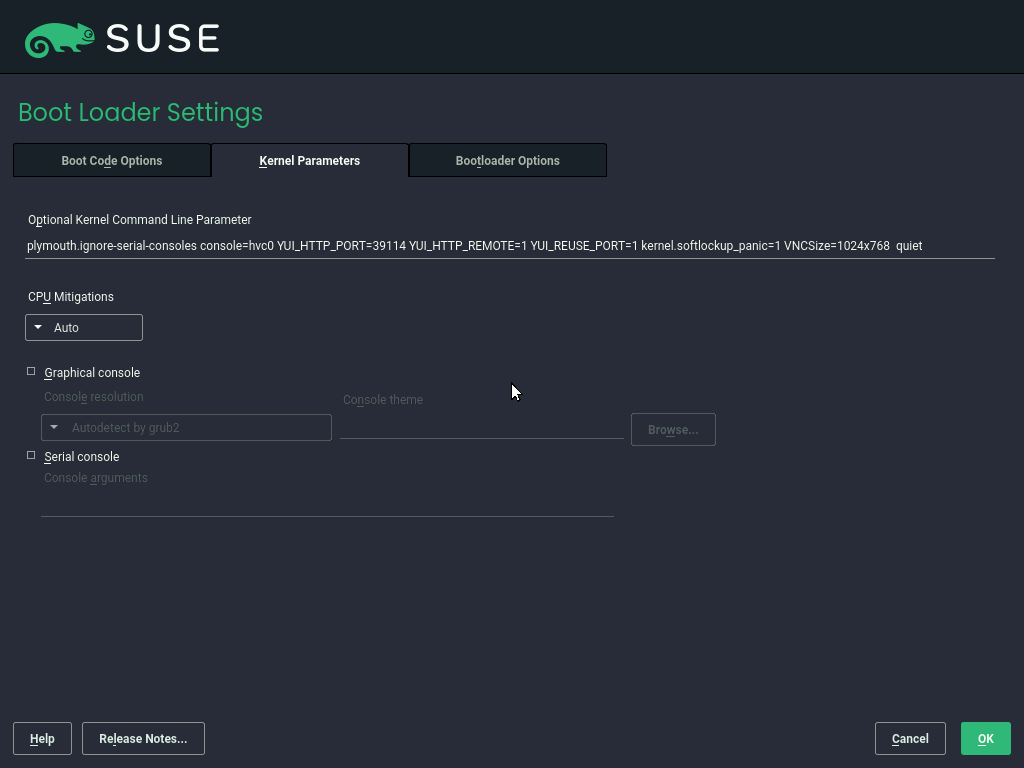 SUSE
Boot Loader Settings
Boot Code Options Kernel Parameters Bootloader Options
Optional Kernel Command Line Parameter
plymouth.ignore-serial-consoles console=hvc0 YUI_HTTP_PORT=39114 YUI_HTTP_REMOTE=1 YUI_REUSE_PORT=1 kernel.softlockup_panic=1 VNCSize=1024x768  quiet
CPU Mitigations
Auto
Graphical console
Console resolution Console theme
Autodetect by grub2 Browse...
Serial console
Console arguments
Help Release Notes... Cancel OK